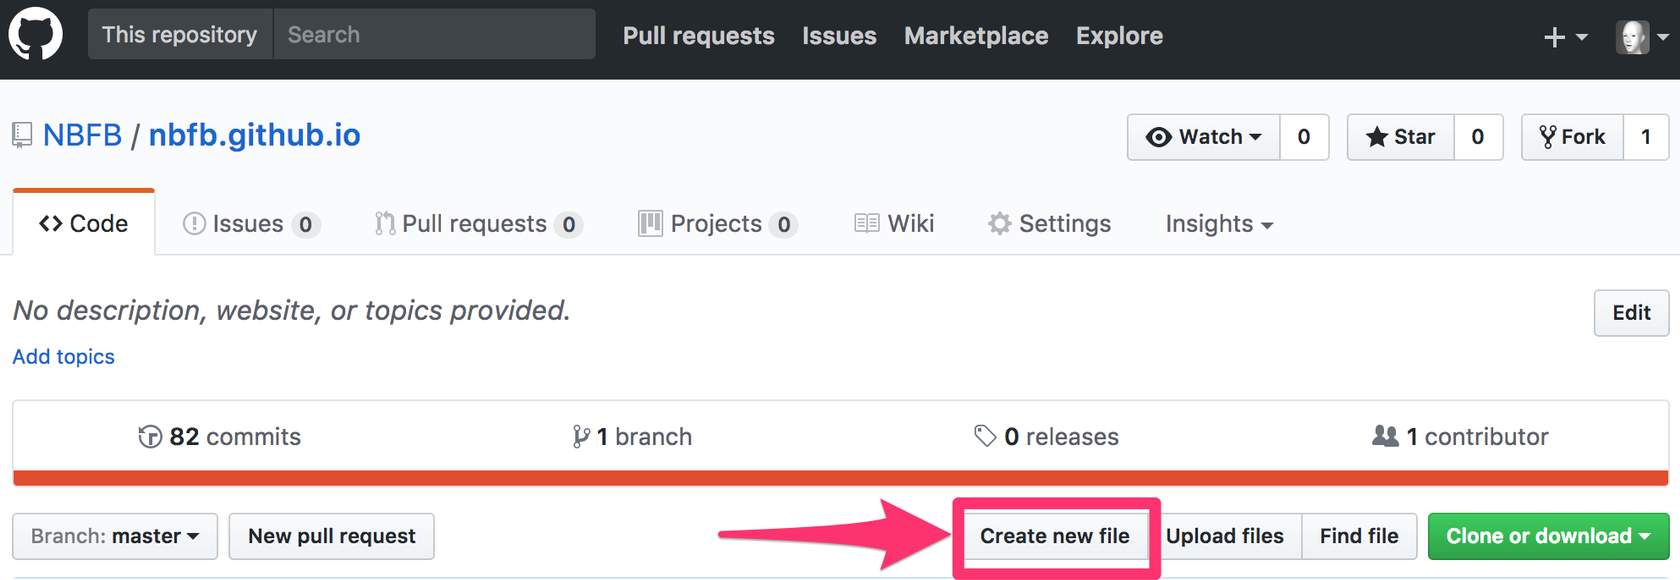 This repository Search Pull requests Issues Marketplace Explore
NBFB / nbfb.github.io Watch 0 Star 0 Fork 1
Code Issues 0 Pull requests 0 Projects 0 Wiki Settings Insights
No description, website, or topics provided. Edit
Add topics
82 commits 1 branch 0 releases 1 contributor
Branch: master New pull request Create new file Upload files Find file Clone or download